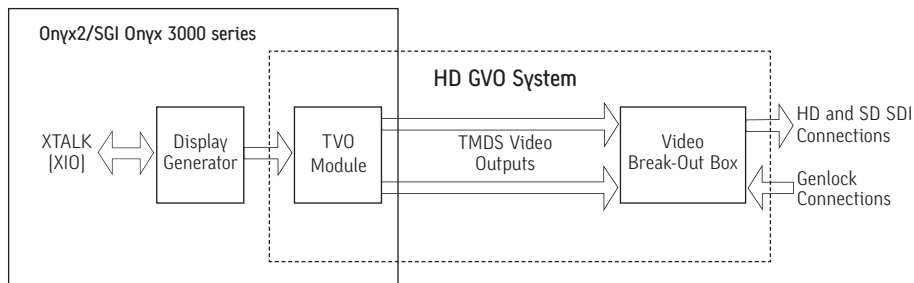 Onyx2/SGI Onyx 3000 series
HD GVO System
XTALK
(XIO)
Display
Generator
TVO
Module
TMDS Video
Outputs
Video
Break-Out Box
HD and SD SDI
Connections
Genlock
Connections